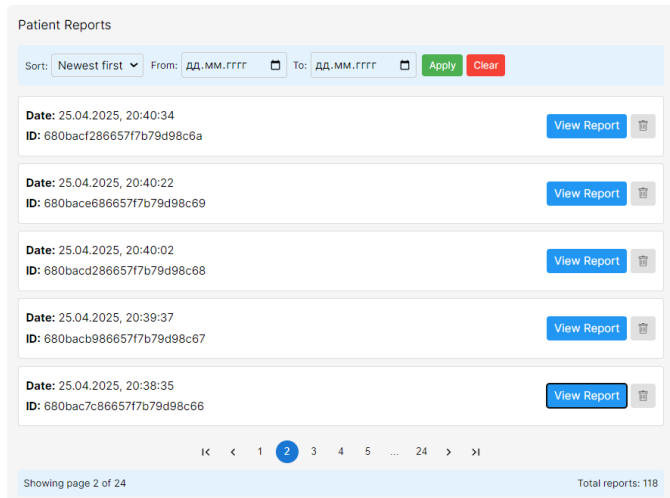 Patient Reports
Sort: Newest first From: дд.мм.гггг To: дд.мм.гггг Apply Clear
Date: 25.04.2025, 20:40:34
ID: 680bacf286657f7b79d98c6a
View Report
Date: 25.04.2025, 20:40:22
ID: 680bace686657f7b79d98c69
View Report
Date: 25.04.2025, 20:40:02
ID: 680bacd286657f7b79d98c68
View Report
Date: 25.04.2025, 20:39:37
ID: 680bacb986657f7b79d98c67
View Report
Date: 25.04.2025, 20:38:35
ID: 680bac7c86657f7b79d98c66
View Report
1 2 3 4 5 ... 24
Showing page 2 of 24 Total reports: 118